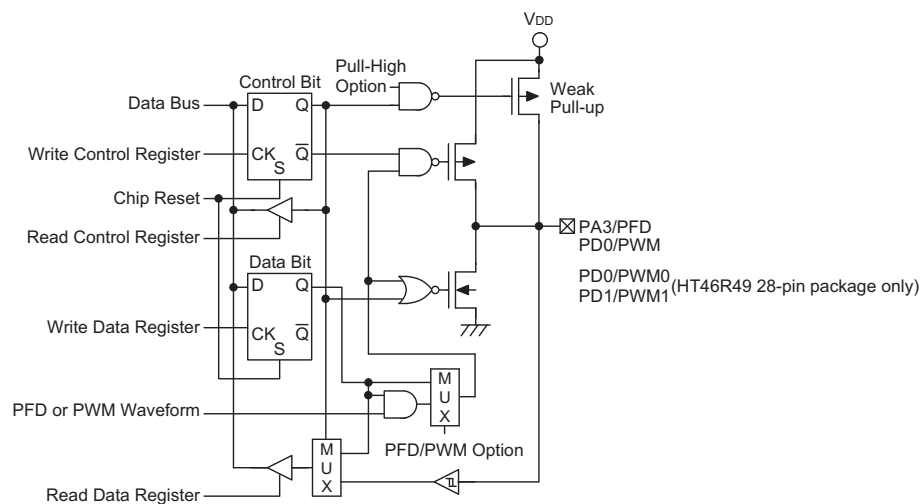 VDD
Pull-High
Option
Control Bit
Weak
Pull-up
Data Bus
D
Q
Write Control Register
CK
Q
S
Chip Reset
Read Control Register
PA3/PFD
PD0/PWM
PD0/PWM0
PD1/PWM1
(HT46R49 28-pin package only)
Data Bit
D
Q
Write Data Register
CK
Q
S
M
U
X
PFD or PWM Waveform
PFD/PWM Option
M
U
X
Read Data Register